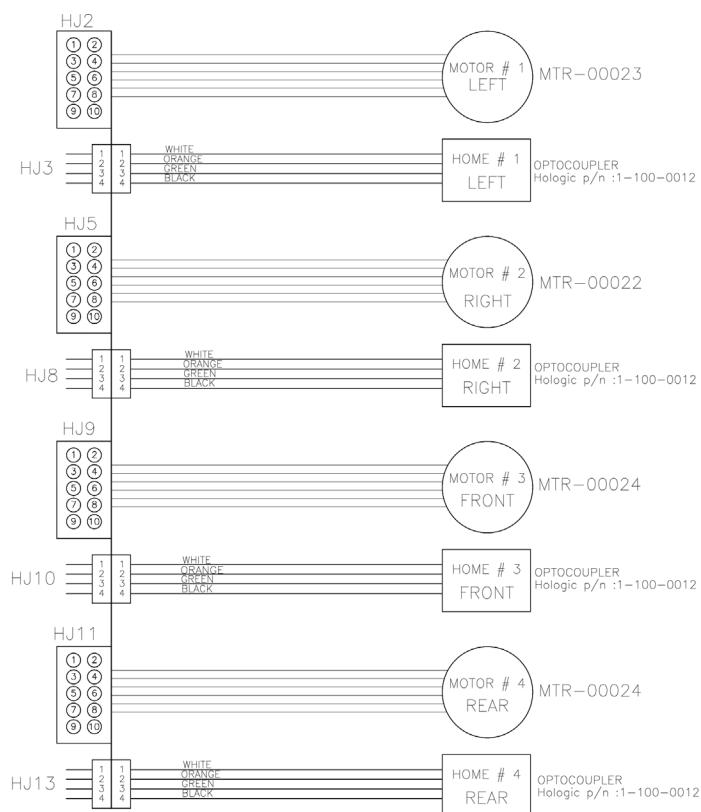 HJ2
1 2
3 4
5 6
7 8
9 10
MOTOR # 1
LEFT
MTR-00023
HJ3
1 1 WHITE
2 2 ORANGE
3 3 GREEN
4 4 BLACK
HOME # 1
LEFT
OPTOCOUPLER
Hologic p/n :1-100-0012
HJ5
1 2
3 4
5 6
7 8
9 10
MOTOR # 2
RIGHT
MTR-00022
HJ8
1 1 WHITE
2 2 ORANGE
3 3 GREEN
4 4 BLACK
HOME # 2
RIGHT
OPTOCOUPLER
Hologic p/n :1-100-0012
HJ9
1 2
3 4
5 6
7 8
9 10
MOTOR # 3
FRONT
MTR-00024
HJ10
1 1 WHITE
2 2 ORANGE
3 3 GREEN
4 4 BLACK
HOME # 3
FRONT
OPTOCOUPLER
Hologic p/n :1-100-0012
HJ11
1 2
3 4
5 6
7 8
9 10
MOTOR # 4
REAR
MTR-00024
HJ13
1 1 WHITE
2 2 ORANGE
3 3 GREEN
4 4 BLACK
HOME # 4
REAR
OPTOCOUPLER
Hologic p/n :1-100-0012